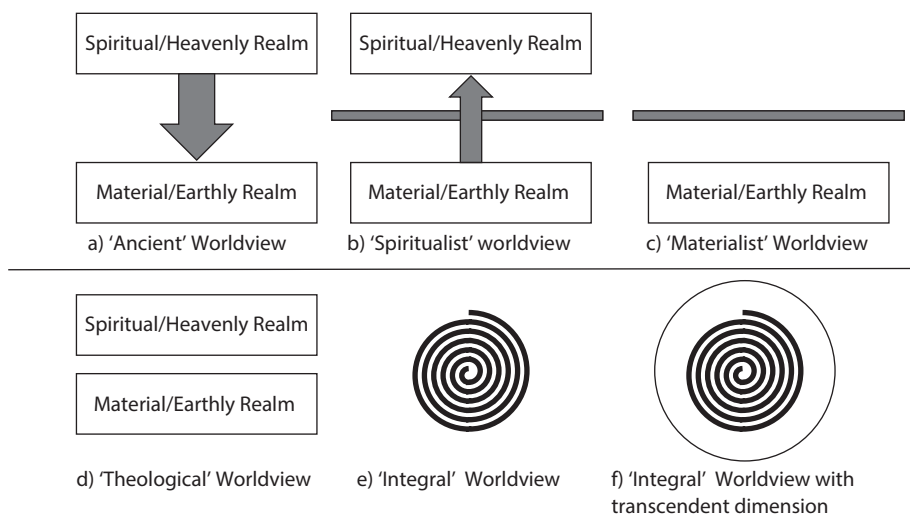 Spiritual/Heavenly Realm
Spiritual/Heavenly Realm
Material/Earthly Realm
Material/Earthly Realm
Material/Earthly Realm
a) ‘Ancient’ Worldview
b) ‘Spiritualist’ worldview
c) ‘Materialist’ Worldview
Spiritual/Heavenly Realm
Material/Earthly Realm
d) ‘Theological’ Worldview
e) ‘Integral’ Worldview
f) ‘Integral’ Worldview with
transcendent dimension